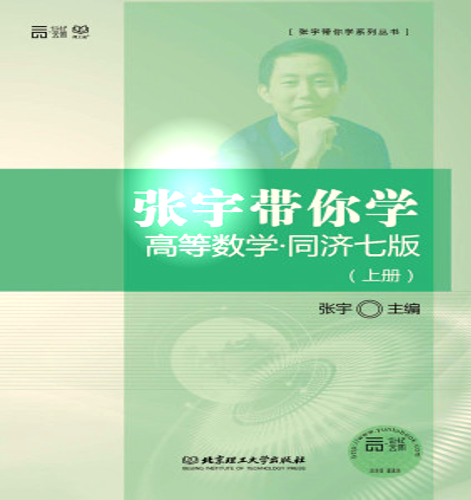 [ 张宇带你学系列丛书 ]
张宇带你学
高等数学·同济七版
（上册）
张宇 主编
北京理工大学出版社
BEIJING INSTITUTE OF TECHNOLOGY PRESS